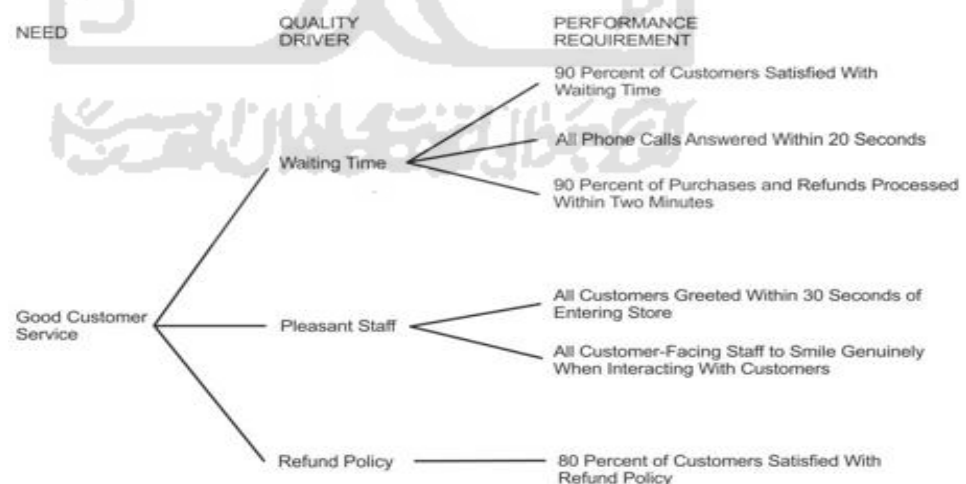 NEED
QUALITY
DRIVER
PERFORMANCE
REQUIREMENT
90 Percent of Customers Satisfied With
Waiting Time
All Phone Calls Answered Within 20 Seconds
Waiting Time
90 Percent of Purchases and Refunds Processed
Within Two Minutes
All Customers Greeted Within 30 Seconds of
Entering Store
Good Customer
Service
Pleasant Staff
All Customer-Facing Staff to Smile Genuinely
When Interacting With Customers
Refund Policy
80 Percent of Customers Satisfied With
Refund Policy